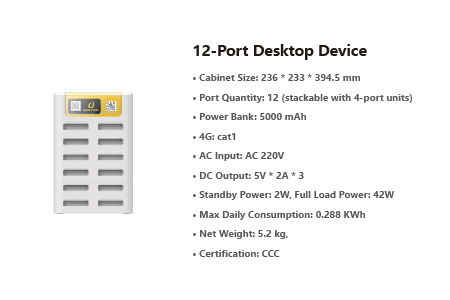 12-Port Desktop Device
• Cabinet Size: 236 * 233 * 394.5 mm
• Port Quantity: 12 (stackable with 4-port units)
• Power Bank: 5000 mAh
• 4G: cat1
• AC Input: AC 220V
• DC Output: 5V * 2A * 3
• Standby Power: 2W, Full Load Power: 42W
• Max Daily Consumption: 0.288 KWh
• Net Weight: 5.2 kg,
• Certification: CCC